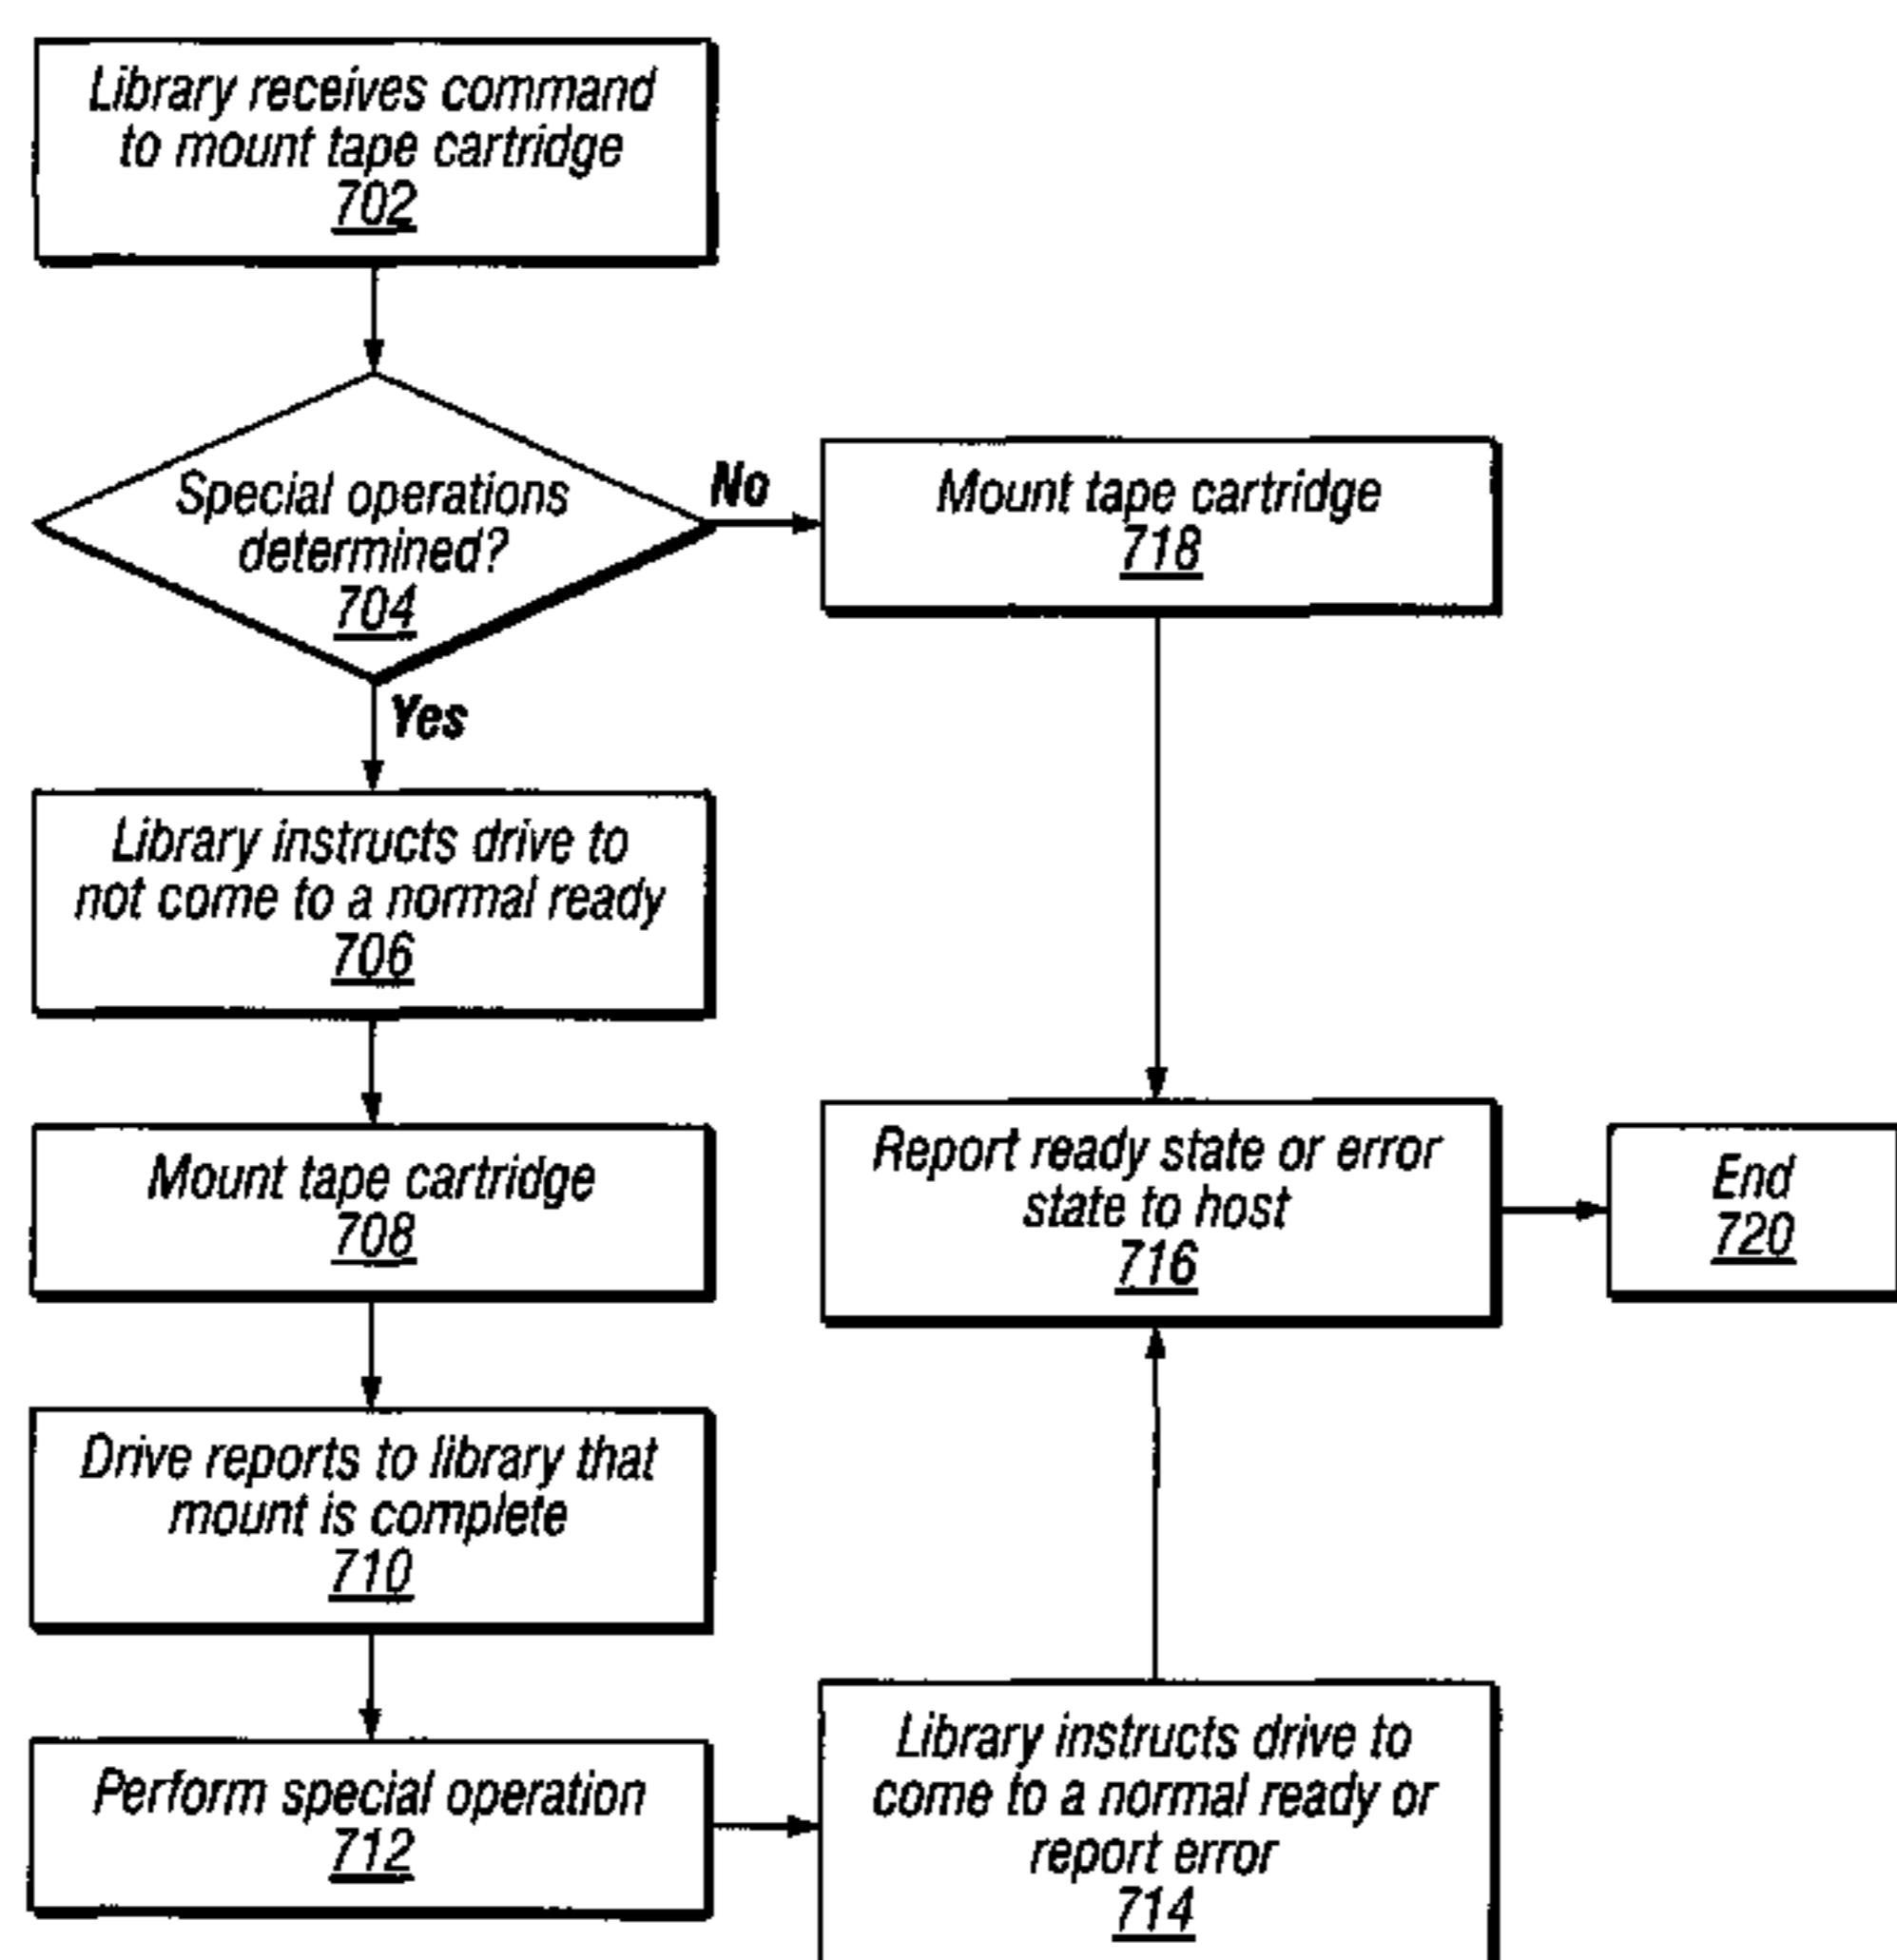 Library receives command
to mount tape cartridge
702
Special operations
determined?
704
No
Mount tape cartridge
718
Yes
Library instructs drive to
not come to a normal ready
706
Mount tape cartridge
708
Report ready state or error
state to host
716
End
720
Drive reports to library that
mount is complete
710
Perform special operation
712
Library instructs drive to
come to a normal ready or
report error
714